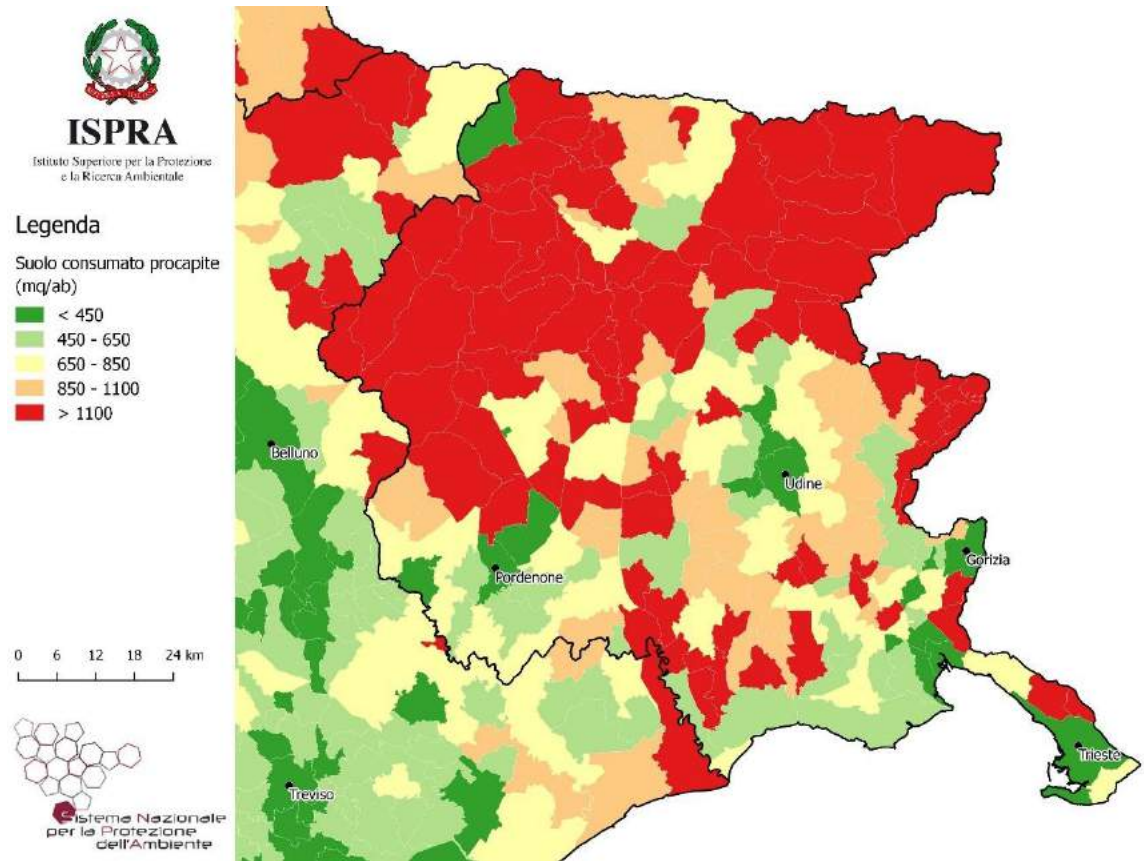 ISPRA
Istituto Superiore per la Protezione
e la Ricerca Ambientale
Legenda
Suolo consumato procapite
(mq/ab)
< 450
450 - 650
650 - 850
850 - 1100
> 1100
Belluno
Udine
Gorizia
Pordenone
Trieste
Treviso
0 6 12 18 24 km
Sistema Nazionale
per la Protezione
dell'Ambiente